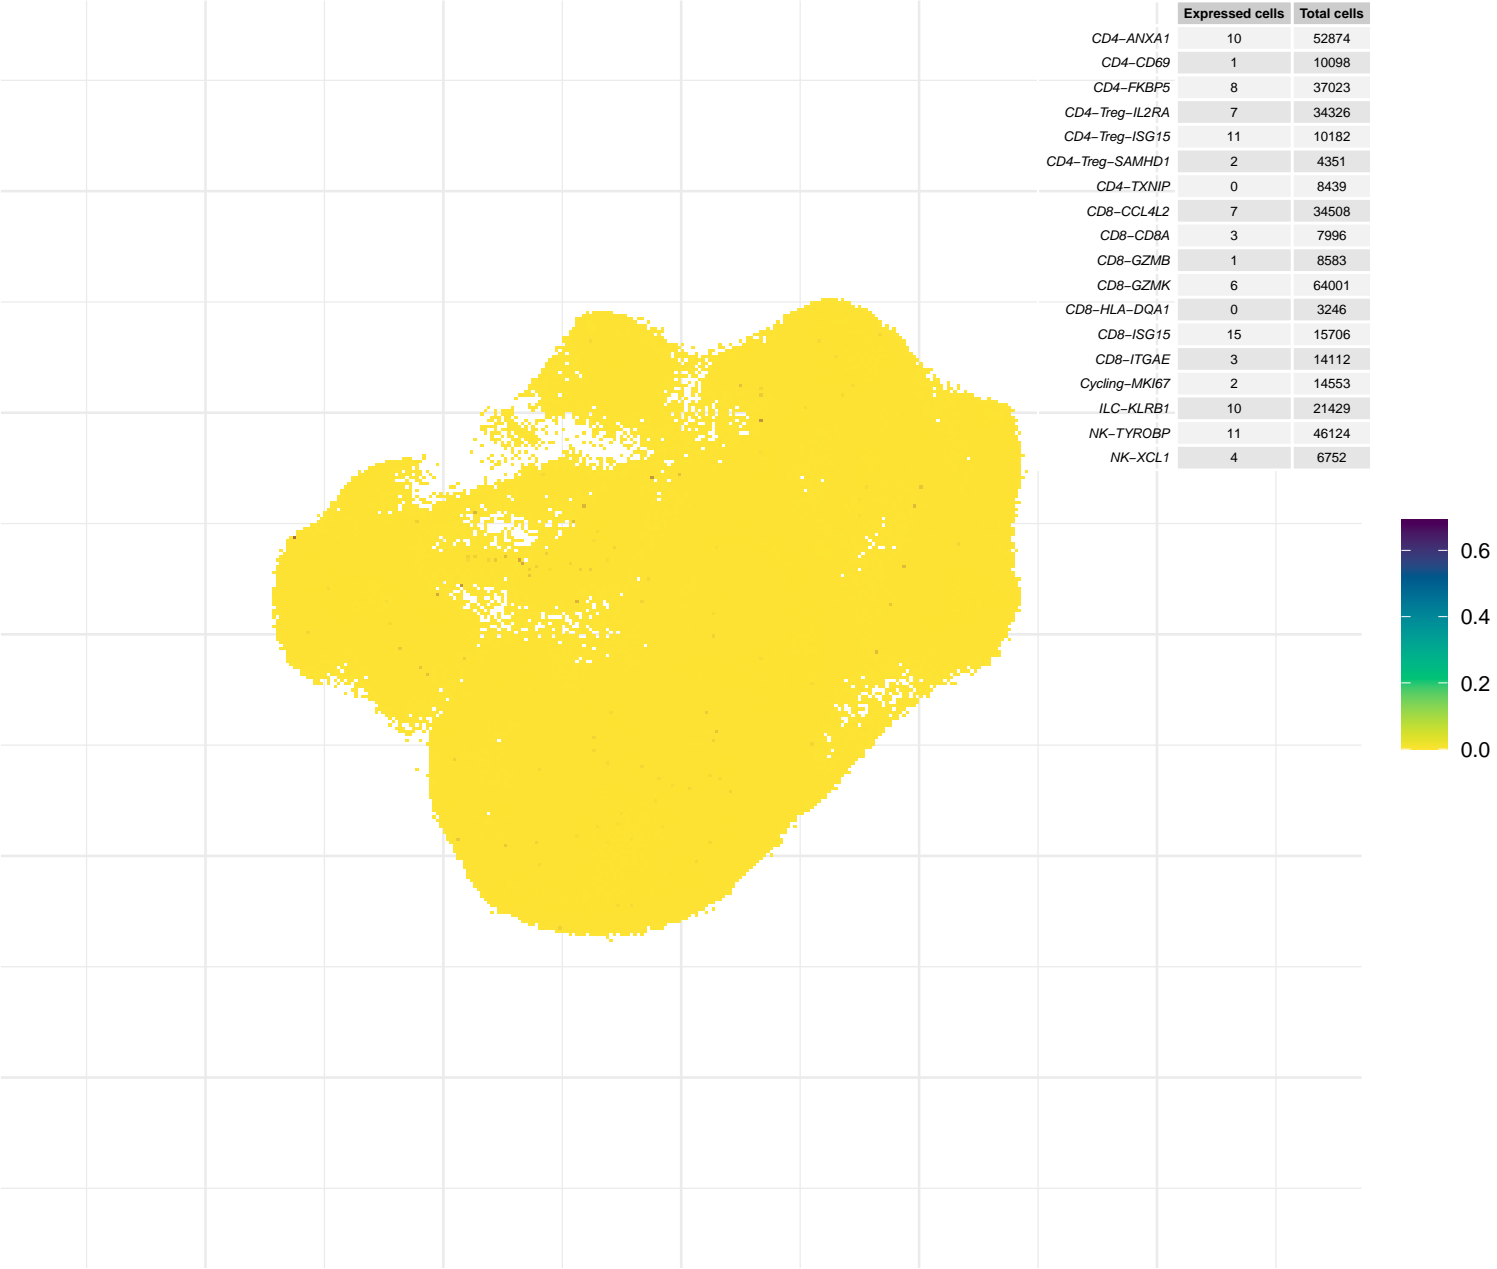 Expressed cells Total cells
CD4−ANXA1 10 52874
CD4−CD69 1 10098
CD4−FKBP5 8 37023
CD4−Treg−IL2RA 7 34326
CD4−Treg−ISG15 11 10182
CD4−Treg−SAMHD1 2 4351
CD4−TXNIP 0 8439
CD8−CCL4L2 7 34508
CD8−CD8A 3 7996
CD8−GZMB 1 8583
CD8−GZMK 6 64001
CD8−HLA−DQA1 0 3246
CD8−ISG15 15 15706
CD8−ITGAE 3 14112
Cycling−MKI67 2 14553
ILC−KLRB1 10 21429
NK−TYROBP 11 46124
NK−XCL1 4 6752
0.6
0.4
0.2
0.0